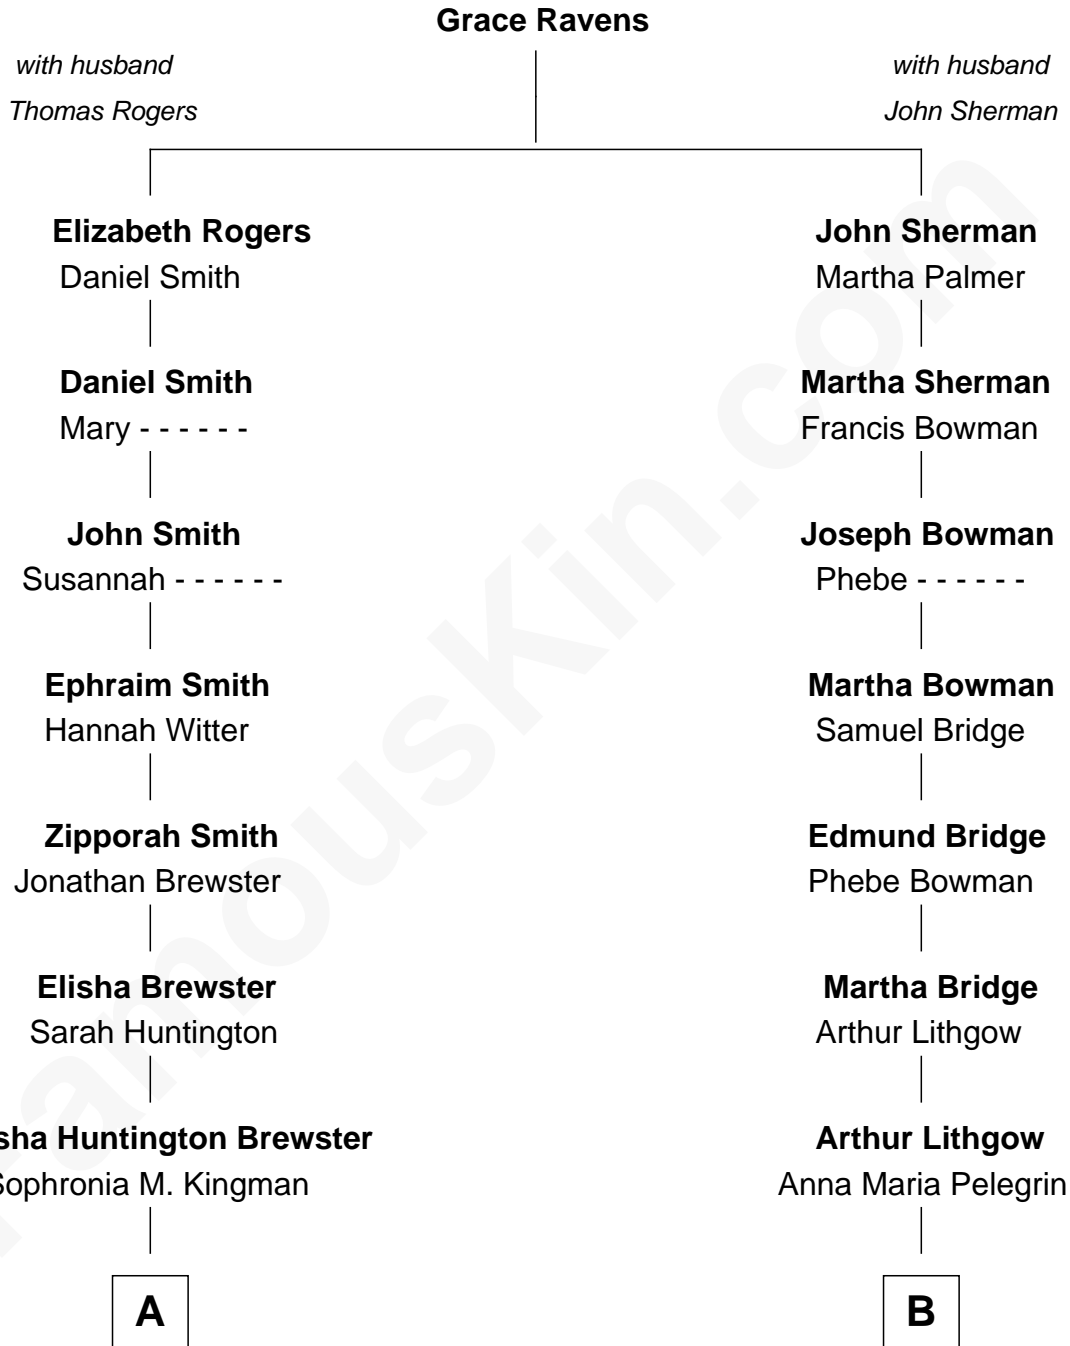 Grace Ravens
with husband
Thomas Rogers
with husband
John Sherman
Elizabeth Rogers
Daniel Smith
John Sherman
Martha Palmer
Daniel Smith
Mary - - - - - -
Martha Sherman
Francis Bowman
John Smith
Susannah - - - - - -
Joseph Bowman
Phebe - - - - - -
Ephraim Smith
Hannah Witter
Martha Bowman
Samuel Bridge
Zipporah Smith
Jonathan Brewster
Edmund Bridge
Phebe Bowman
Elisha Brewster
Sarah Huntington
Martha Bridge
Arthur Lithgow
sha Huntington Brewster
Sophronia M. Kingman
Arthur Lithgow
Anna Maria Pelegrin
A
B
FamousKin.com